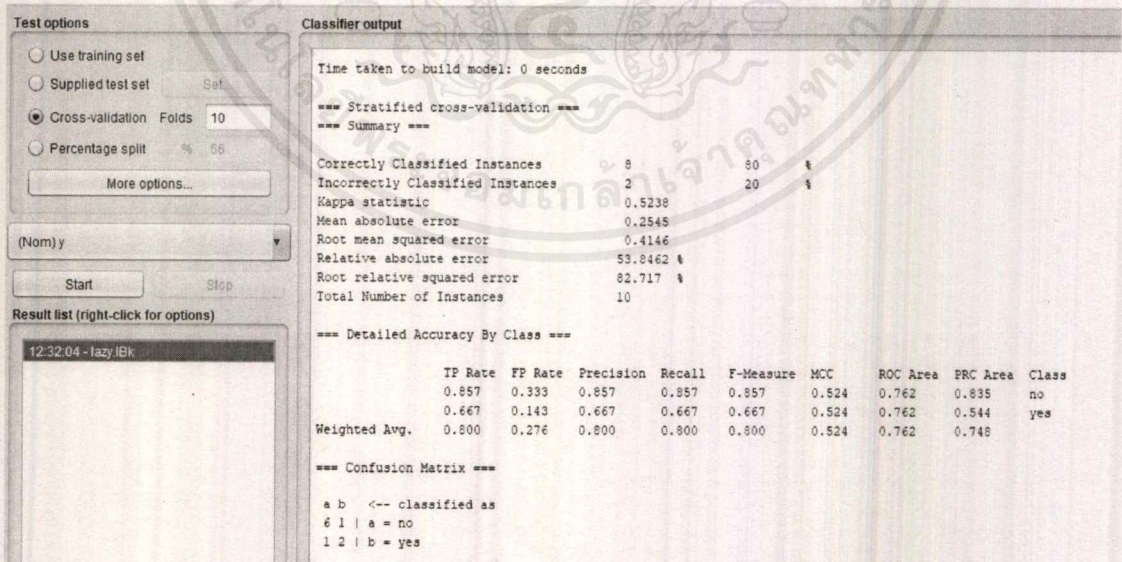 Test options
Use training set
Supplied test set Set...
Cross-validation Folds 10
Percentage split % 66
More options...
(Nom) y
Start Stop
Result list (right-click for options)
12:32:04 - lazy.IBk
Classifier output
Time taken to build model: 0 seconds
=== Stratified cross-validation ===
=== Summary ===
Correctly Classified Instances 8 80 %
Incorrectly Classified Instances 2 20 %
Kappa statistic 0.5238
Mean absolute error 0.2545
Root mean squared error 0.4146
Relative absolute error 53.8462 %
Root relative squared error 82.717 %
Total Number of Instances 10
=== Detailed Accuracy By Class ===
TP Rate FP Rate Precision Recall F-Measure MCC ROC Area PRC Area Class
0.857 0.333 0.857 0.857 0.857 0.524 0.762 0.835 no
0.667 0.143 0.667 0.667 0.667 0.524 0.762 0.544 yes
Weighted Avg. 0.800 0.276 0.800 0.800 0.800 0.524 0.762 0.748
=== Confusion Matrix ===
a b <-- classified as
6 1 | a = no
1 2 | b = yes